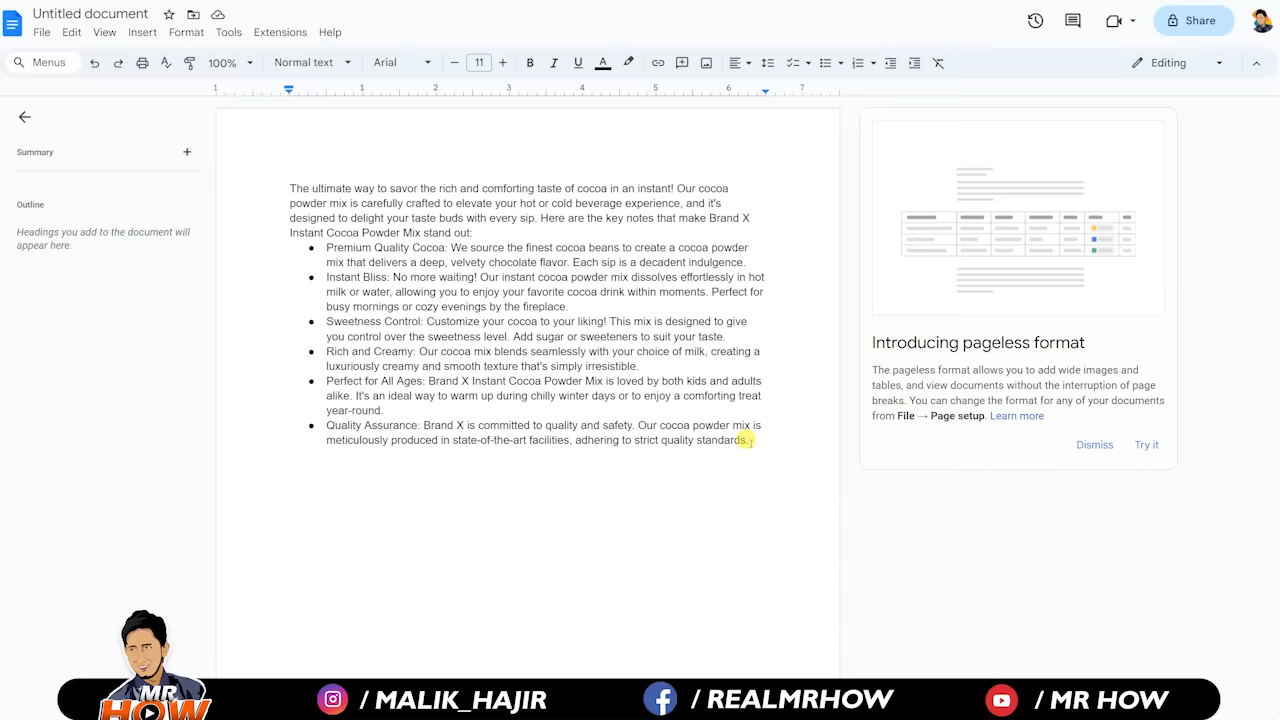 Untitled document
File Edit View Insert Format Tools Extensions Help
Share
Menus 100% Normal text Arial 11 B I U A Editing
1 1 2 3 4 5 6 7
Summary
Outline
Headings you add to the document will
appear here.
The ultimate way to savor the rich and comforting taste of cocoa in an instant! Our cocoa
powder mix is carefully crafted to elevate your hot or cold beverage experience, and it's
designed to delight your taste buds with every sip. Here are the key notes that make Brand X
Instant Cocoa Powder Mix stand out:
● Premium Quality Cocoa: We source the finest cocoa beans to create a cocoa powder
mix that delivers a deep, velvety chocolate flavor. Each sip is a decadent indulgence.
● Instant Bliss: No more waiting! Our instant cocoa powder mix dissolves effortlessly in hot
milk or water, allowing you to enjoy your favorite cocoa drink within moments. Perfect for
busy mornings or cozy evenings by the fireplace.
● Sweetness Control: Customize your cocoa to your liking! This mix is designed to give
you control over the sweetness level. Add sugar or sweeteners to suit your taste.
● Rich and Creamy: Our cocoa mix blends seamlessly with your choice of milk, creating a
luxuriously creamy and smooth texture that's simply irresistible.
● Perfect for All Ages: Brand X Instant Cocoa Powder Mix is loved by both kids and adults
alike. It's an ideal way to warm up during chilly winter days or to enjoy a comforting treat
year-round.
● Quality Assurance: Brand X is committed to quality and safety. Our cocoa powder mix is
meticulously produced in state-of-the-art facilities, adhering to strict quality standards.
Introducing pageless format
The pageless format allows you to add wide images and
tables, and view documents without the interruption of page
breaks. You can change the format for any of your documents
from File → Page setup. Learn more
Dismiss Try it
MR
HOW
/ MALIK_HAJIR
/ REALMRHOW
/ MR HOW